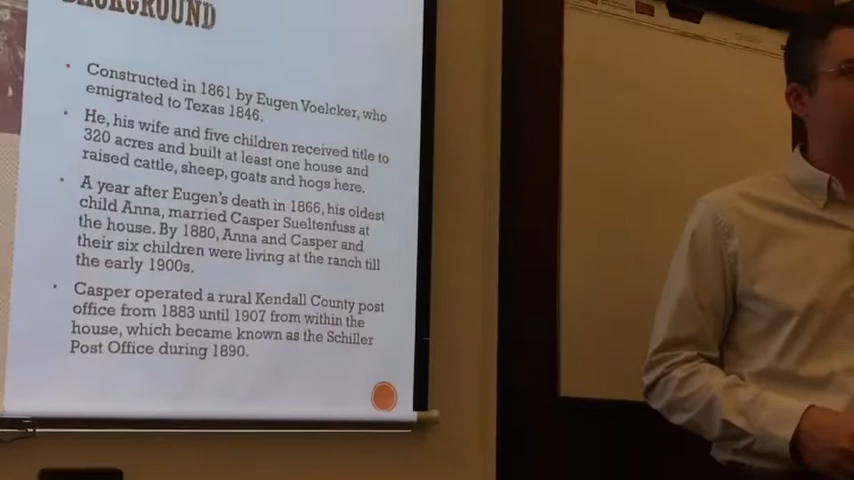 BACKGROUND
Constructed in 1861 by Eugen Voelcker, who
emigrated to Texas 1846.
He, his wife and five children received title to
320 acres and built at least one house and
raised cattle, sheep, goats and hogs here.
A year after Eugen's death in 1866, his oldest
child Anna, married Casper Sueltenfuss at
the house. By 1880, Anna and Casper and
their six children were living at the ranch till
the early 1900s.
Casper operated a rural Kendall County post
office from 1883 until 1907 from within the
house, which became known as the Schiller
Post Office during 1890.